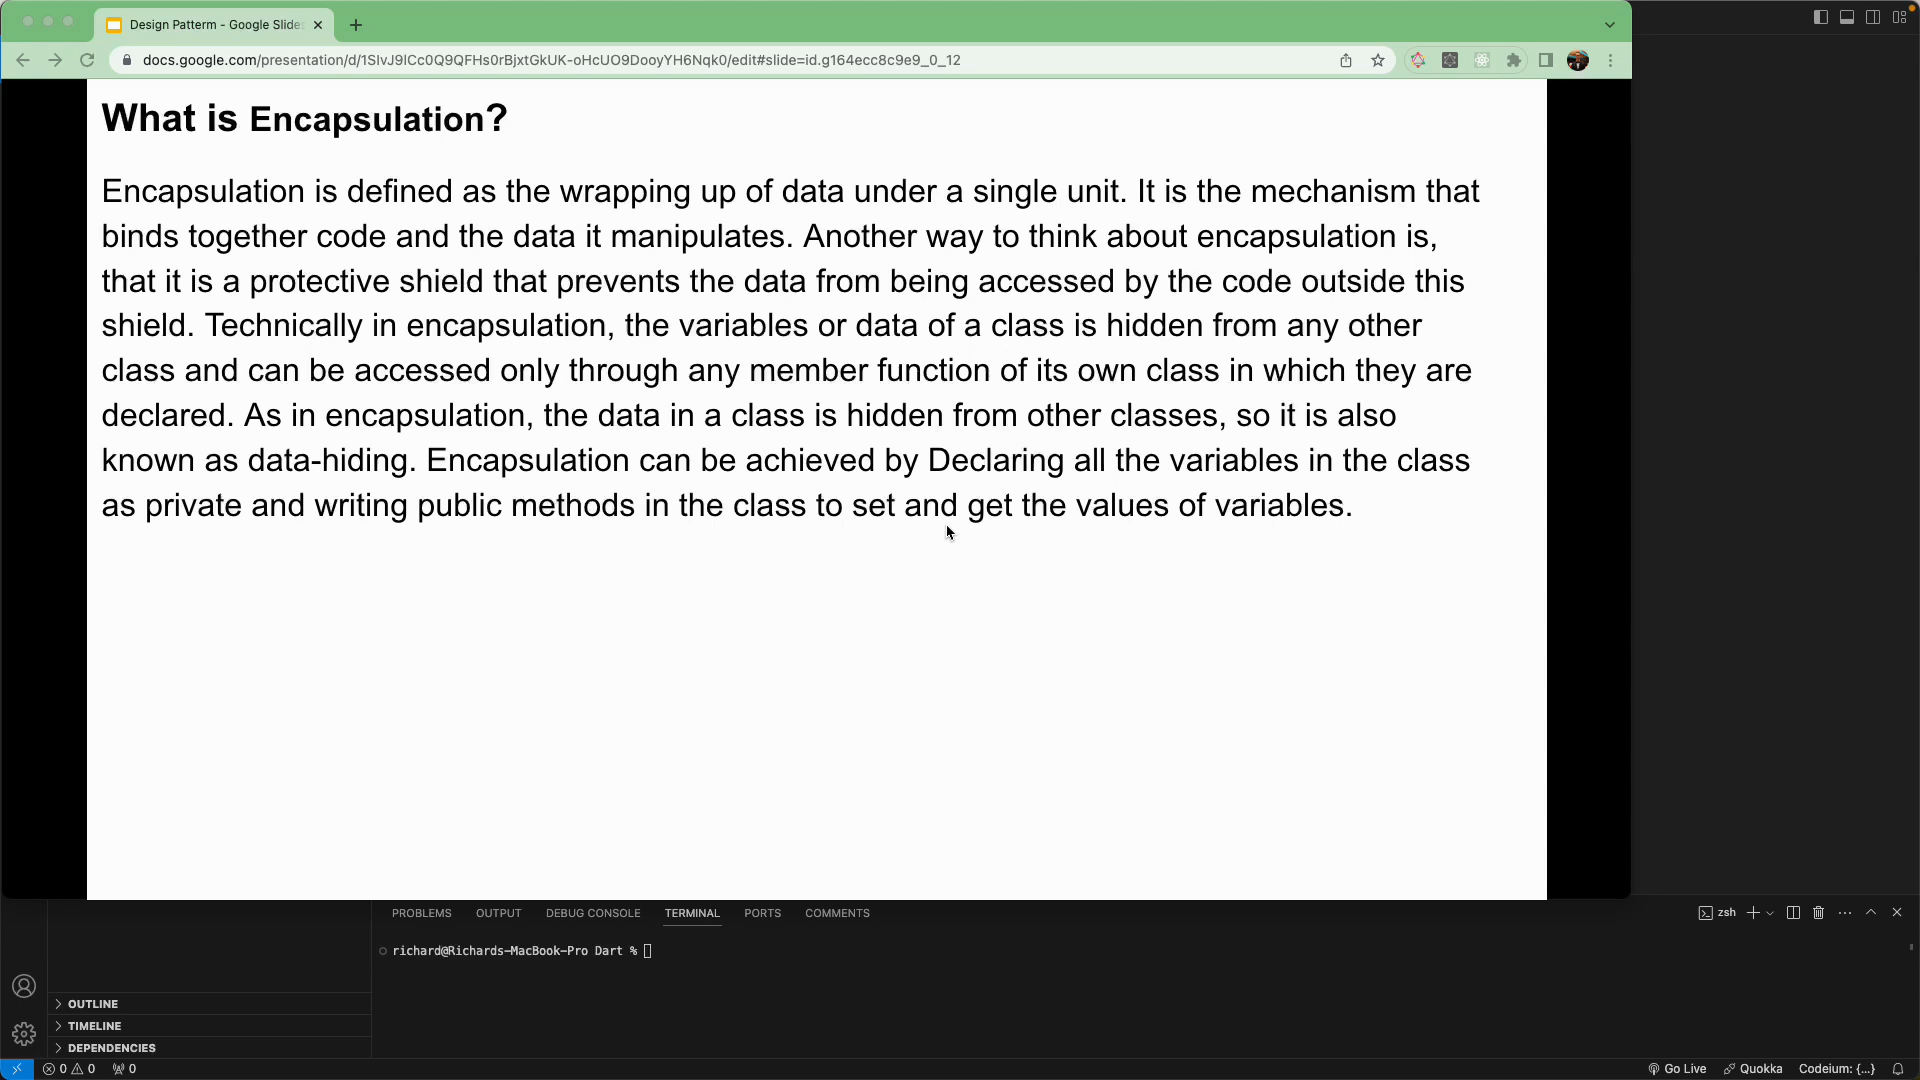 Design Patterm - Google Slide
docs.google.com/presentation/d/1SIvJ9lCc0Q9QFHs0rBjxtGkUK-oHcUO9DooyYH6Nqk0/edit#slide=id.g164ecc8c9e9_0_12
What is Encapsulation?
Encapsulation is defined as the wrapping up of data under a single unit. It is the mechanism that
binds together code and the data it manipulates. Another way to think about encapsulation is,
that it is a protective shield that prevents the data from being accessed by the code outside this
shield. Technically in encapsulation, the variables or data of a class is hidden from any other
class and can be accessed only through any member function of its own class in which they are
declared. As in encapsulation, the data in a class is hidden from other classes, so it is also
known as data-hiding. Encapsulation can be achieved by Declaring all the variables in the class
as private and writing public methods in the class to set and get the values of variables.
PROBLEMS OUTPUT DEBUG CONSOLE TERMINAL PORTS COMMENTS
zsh
richard@Richards-MacBook-Pro Dart %
OUTLINE
TIMELINE
DEPENDENCIES
0 0 0
Go Live Quokka Codeium: {...}